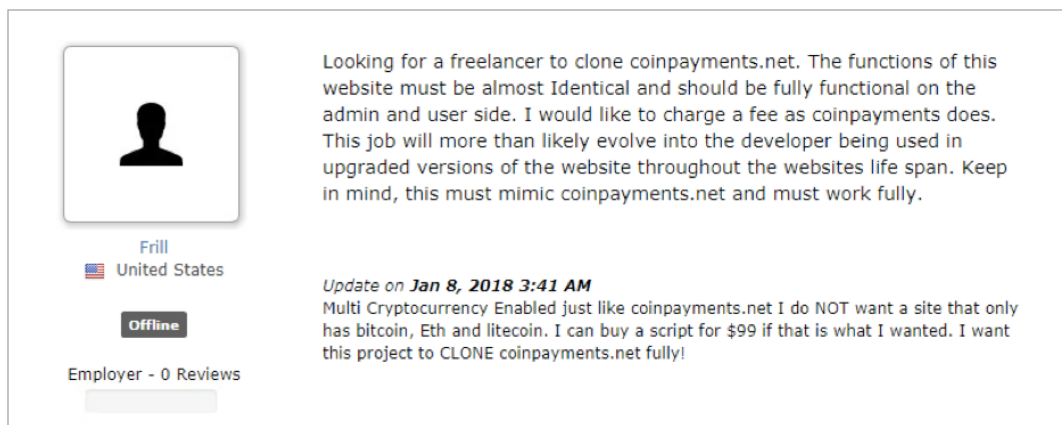 Looking for a freelancer to clone coinpayments.net. The functions of this
website must be almost Identical and should be fully functional on the
admin and user side. I would like to charge a fee as coinpayments does.
This job will more than likely evolve into the developer being used in
upgraded versions of the website throughout the websites life span. Keep
in mind, this must mimic coinpayments.net and must work fully.
Frill
United States
Offline
Employer - 0 Reviews
Update on Jan 8, 2018 3:41 AM
Multi Cryptocurrency Enabled just like coinpayments.net I do NOT want a site that only
has bitcoin, Eth and litecoin. I can buy a script for $99 if that is what I wanted. I want
this project to CLONE coinpayments.net fully!